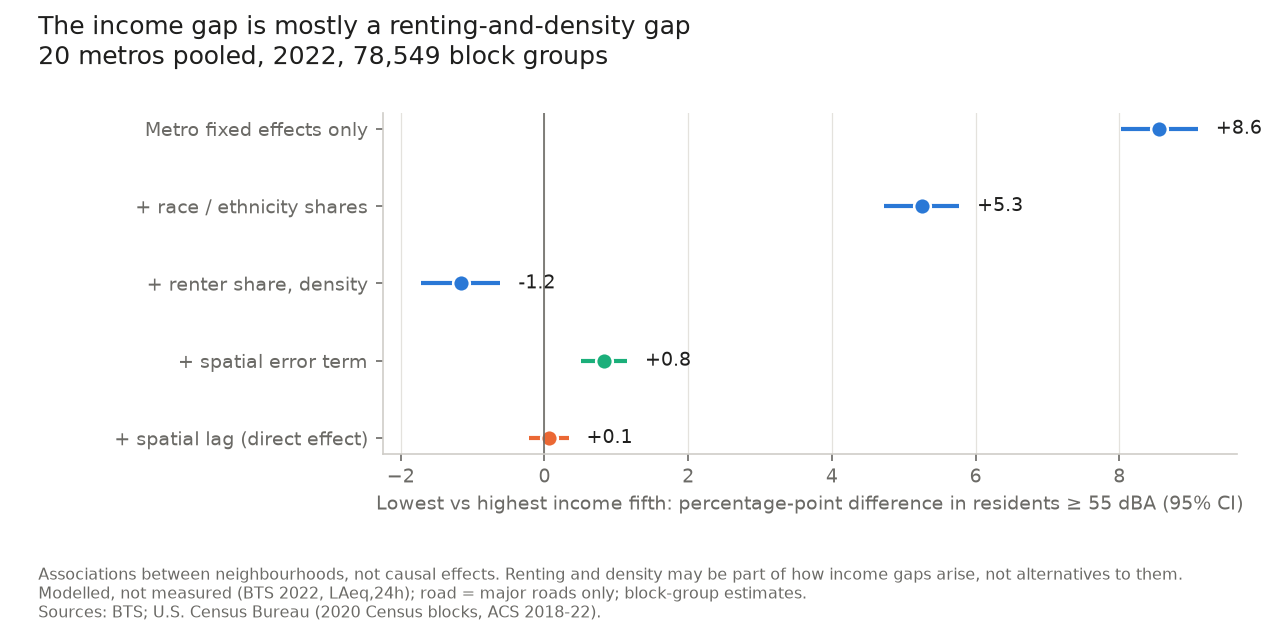 The income gap is mostly a renting-and-density gap
20 metros pooled, 2022, 78,549 block groups
Metro fixed effects only
+8.6
+ race / ethnicity shares
+5.3
+ renter share, density
-1.2
+ spatial error term
+0.8
+ spatial lag (direct effect)
+0.1
−2 0 2 4 6 8
Lowest vs highest income fifth: percentage-point difference in residents ≥ 55 dBA (95% CI)
Associations between neighbourhoods, not causal effects. Renting and density may be part of how income gaps arise, not alternatives to them.
Modelled, not measured (BTS 2022, LAeq,24h); road = major roads only; block-group estimates.
Sources: BTS; U.S. Census Bureau (2020 Census blocks, ACS 2018-22).